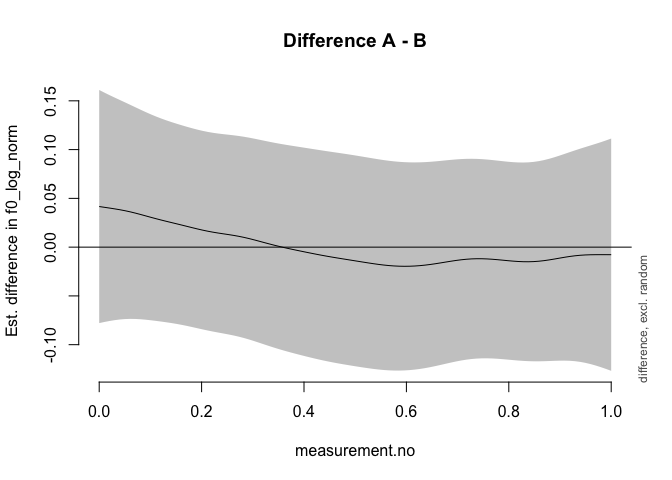 Difference A - B
Est. difference in f0_log_norm
0.15
0.10
0.05
0.00
-0.10
0.0 0.2 0.4 0.6 0.8 1.0
measurement.no
difference, excl. random